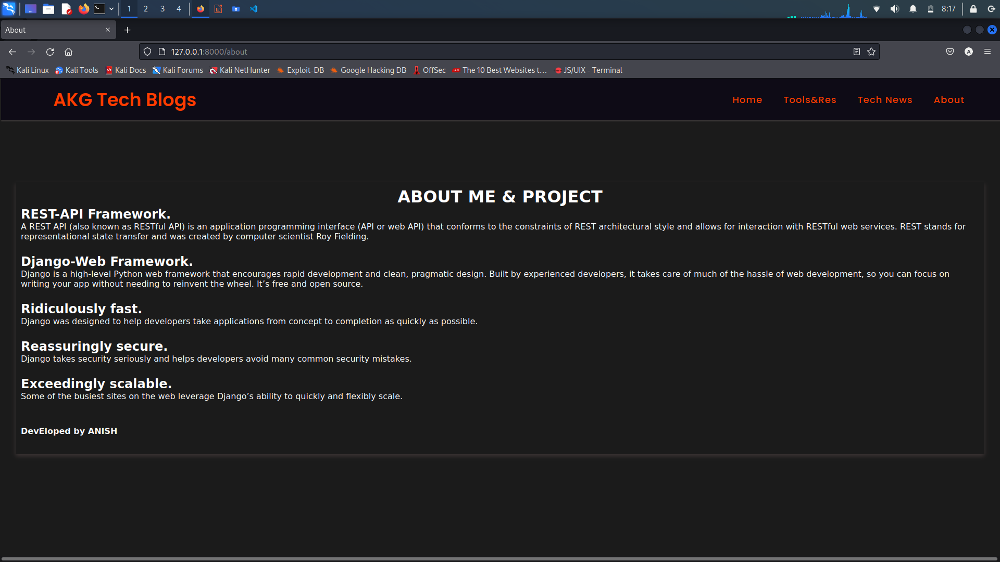 1 2 3 4 8:17
About
127.0.0.1:8000/about
Kali Linux Kali Tools Kali Docs Kali Forums Kali NetHunter Exploit-DB Google Hacking DB OffSec The 10 Best Websites t… JS/UIX - Terminal
AKG Tech Blogs Home Tools&Res Tech News About
ABOUT ME & PROJECT
REST-API Framework.
A REST API (also known as RESTful API) is an application programming interface (API or web API) that conforms to the constraints of REST architectural style and allows for interaction with RESTful web services. REST stands for
representational state transfer and was created by computer scientist Roy Fielding.
Django-Web Framework.
Django is a high-level Python web framework that encourages rapid development and clean, pragmatic design. Built by experienced developers, it takes care of much of the hassle of web development, so you can focus on
writing your app without needing to reinvent the wheel. It’s free and open source.
Ridiculously fast.
Django was designed to help developers take applications from concept to completion as quickly as possible.
Reassuringly secure.
Django takes security seriously and helps developers avoid many common security mistakes.
Exceedingly scalable.
Some of the busiest sites on the web leverage Django’s ability to quickly and flexibly scale.
DevEloped by ANISH